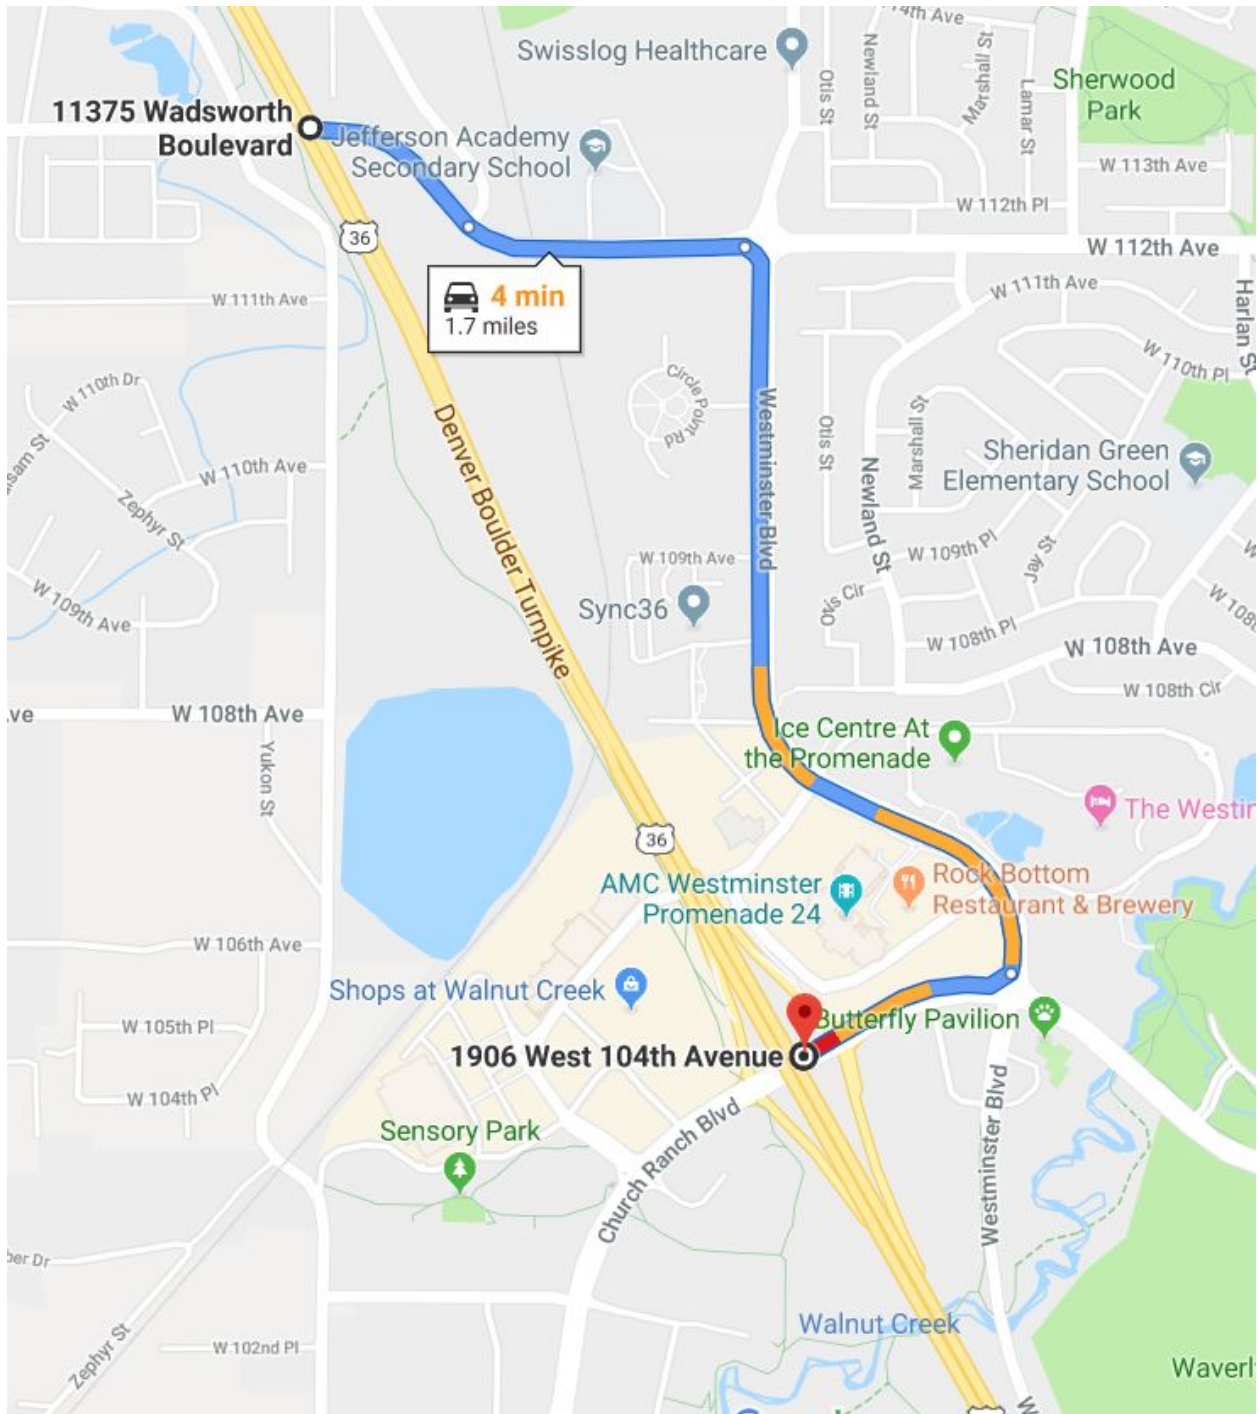 114th Ave
Swisslog Healthcare
Otis St
Newland St
Marshall St
Lamar St
Sherwood
Park
11375 Wadsworth
Boulevard
Jefferson Academy
Secondary School
W 113th Ave
W 112th Pl
36
W 112th Ave
4 min
1.7 miles
W 111th Ave
W 111th Ave
Harlan St
W 110th Pl
W 110th Dr
Circle Point
Rd
Denver Boulder Turnpike
Westminster Blvd
Otis St
Marshall St
Newland St
Sheridan Green
Elementary School
W 110th Ave
Zephyr St
W 109th Ave
W 109th Pl
Jay St
Sync36
W 109th Ave
W 108th Pl
W 108th Ave
W 108th Cir
W 108th Ave
Yukon St
Ice Centre At
the Promenade
36
AMC Westminster
Promenade 24
Rock Bottom
Restaurant & Brewery
W 106th Ave
Shops at Walnut Creek
W 105th Pl
Butterfly Pavilion
1906 West 104th Avenue
W 104th Pl
Sensory Park
Church Ranch Blvd
Westminster Blvd
Zephyr St
W 102nd Pl
Walnut Creek